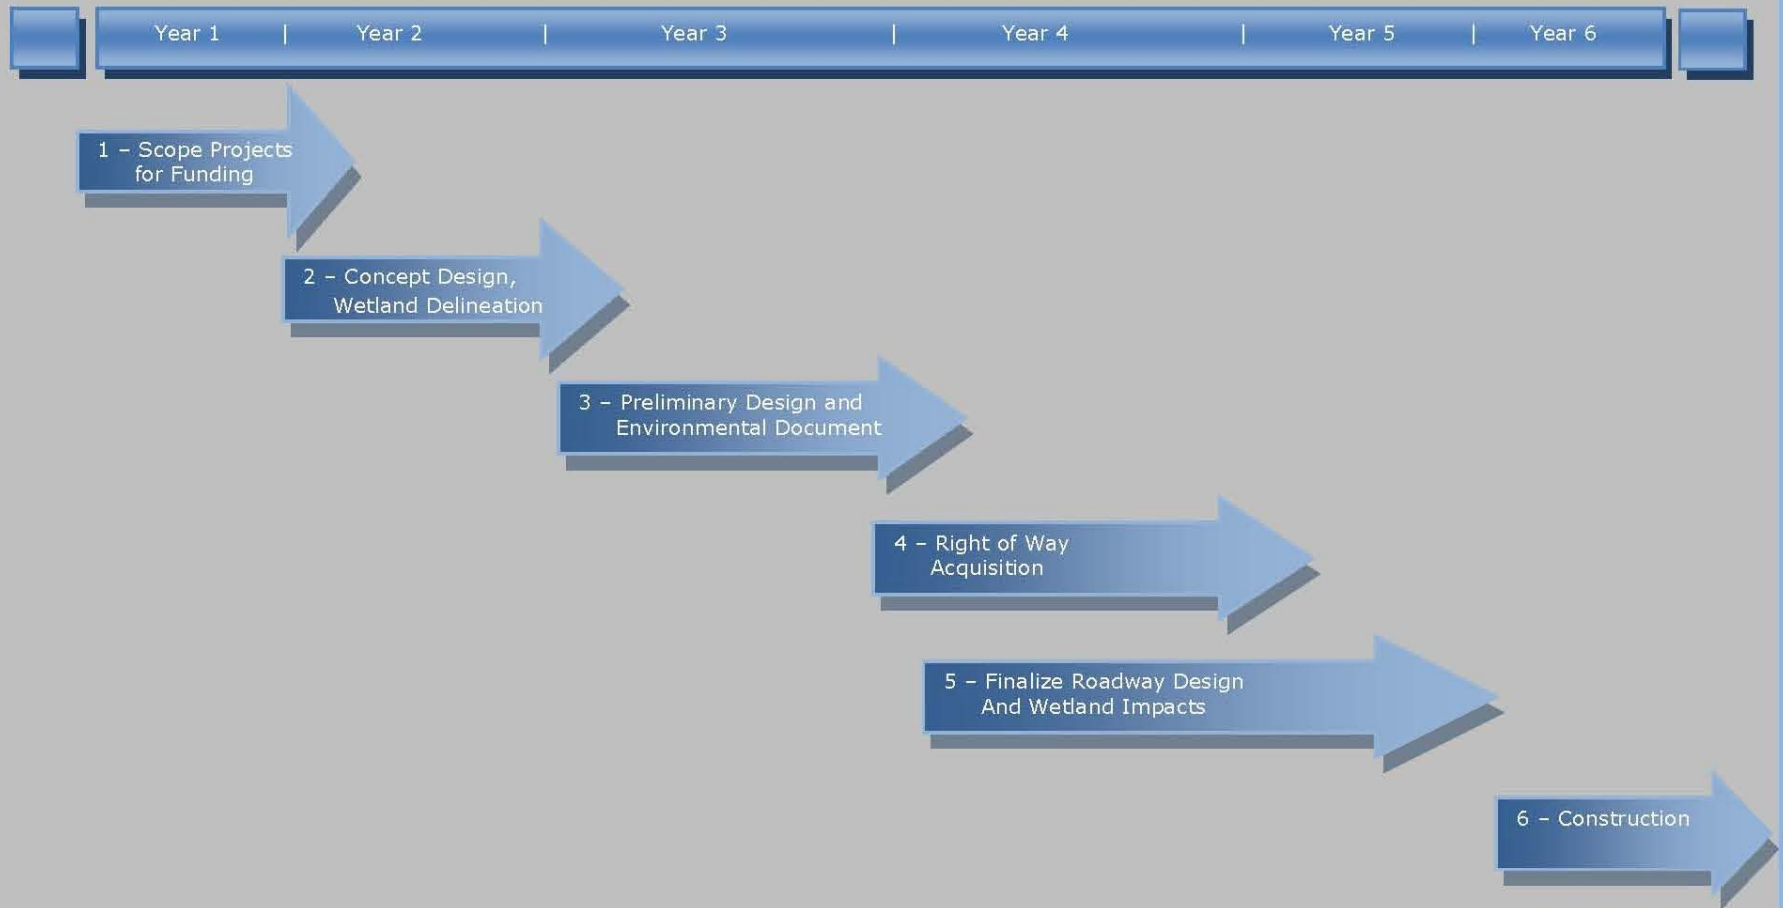 Year 1 | Year 2 | Year 3 | Year 4 | Year 5 | Year 6
1 – Scope Projects
for Funding
2 – Concept Design,
Wetland Delineation
3 – Preliminary Design and
Environmental Document
4 – Right of Way
Acquisition
5 – Finalize Roadway Design
And Wetland Impacts
6 – Construction